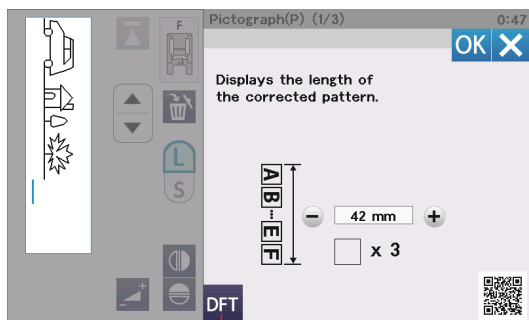 Pictograph(P) (1/3) 0:47
F
OK
Displays the length of
the corrected pattern.
L
S
A
B
E
F
42 mm
x 3
DFT